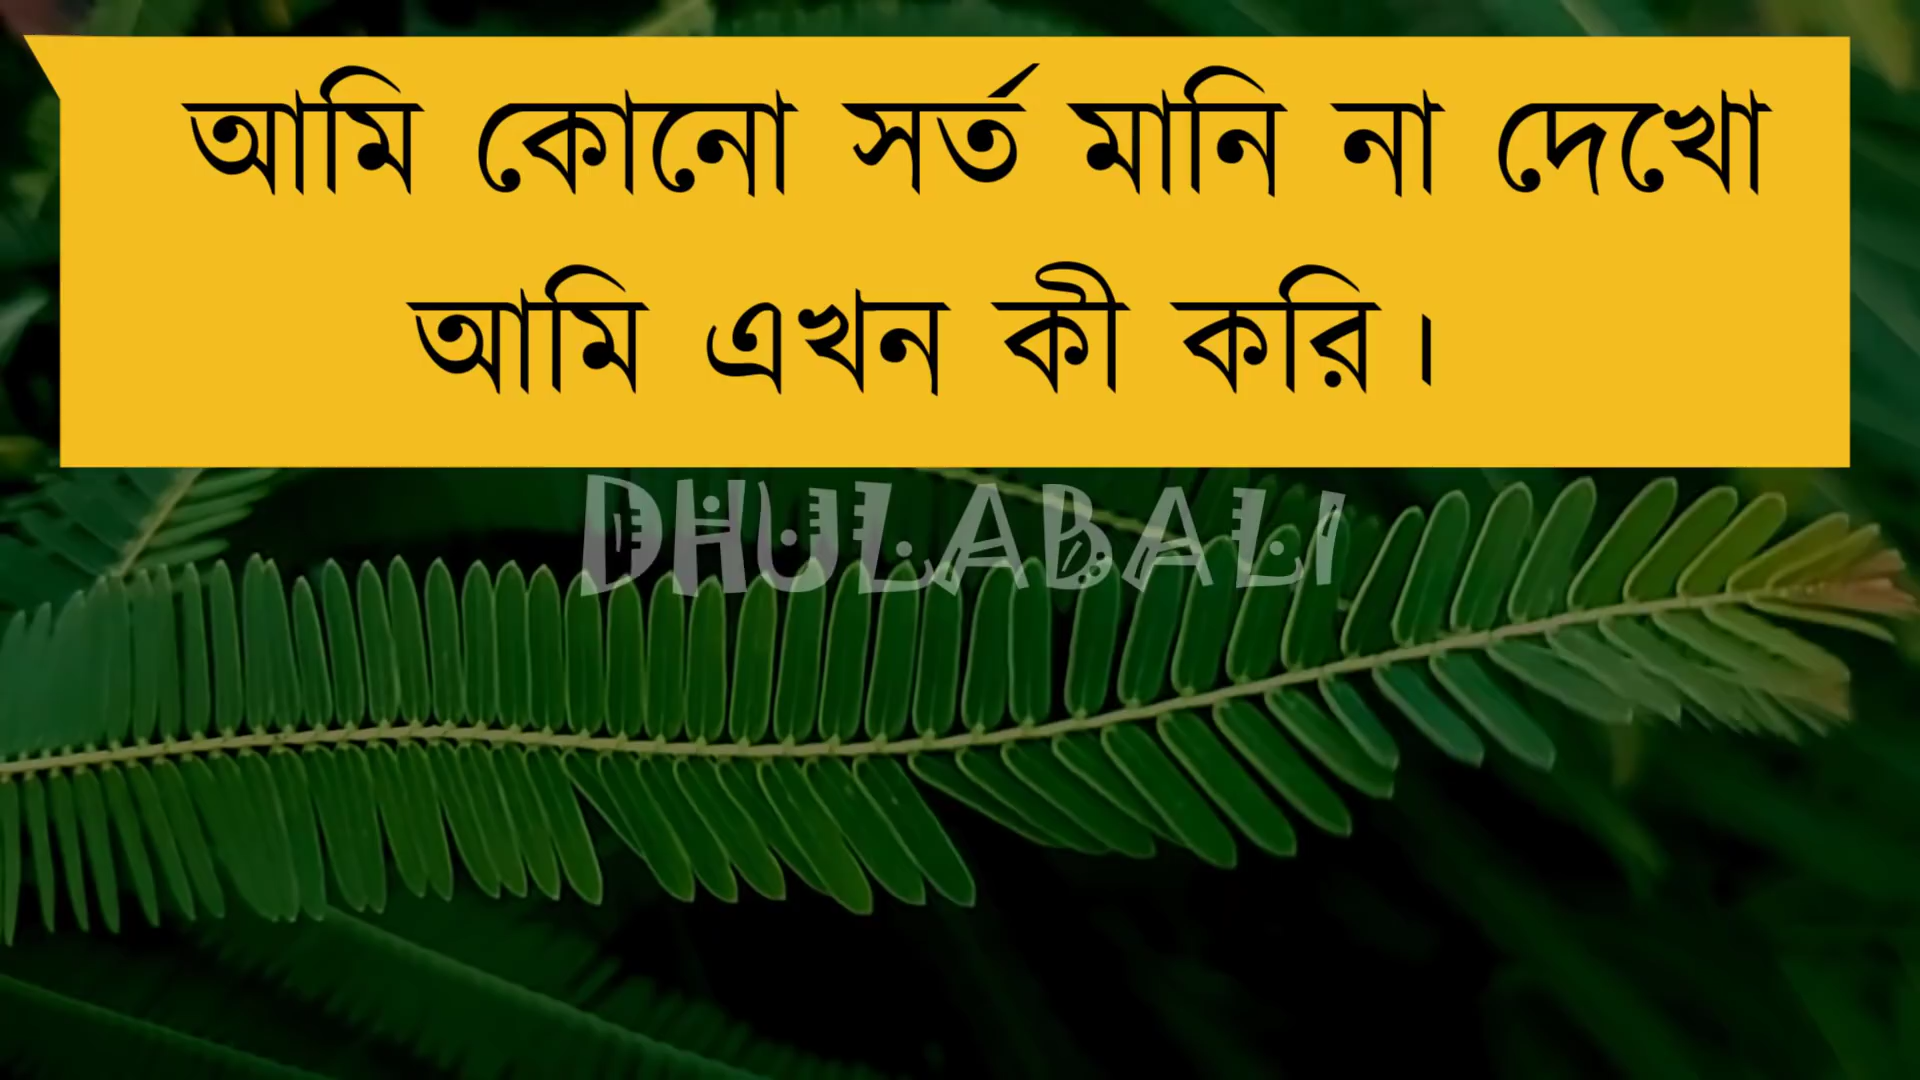 আমি কোনো সর্ত মানি না দেখো
আমি এখন কী করি।
DHULABALI